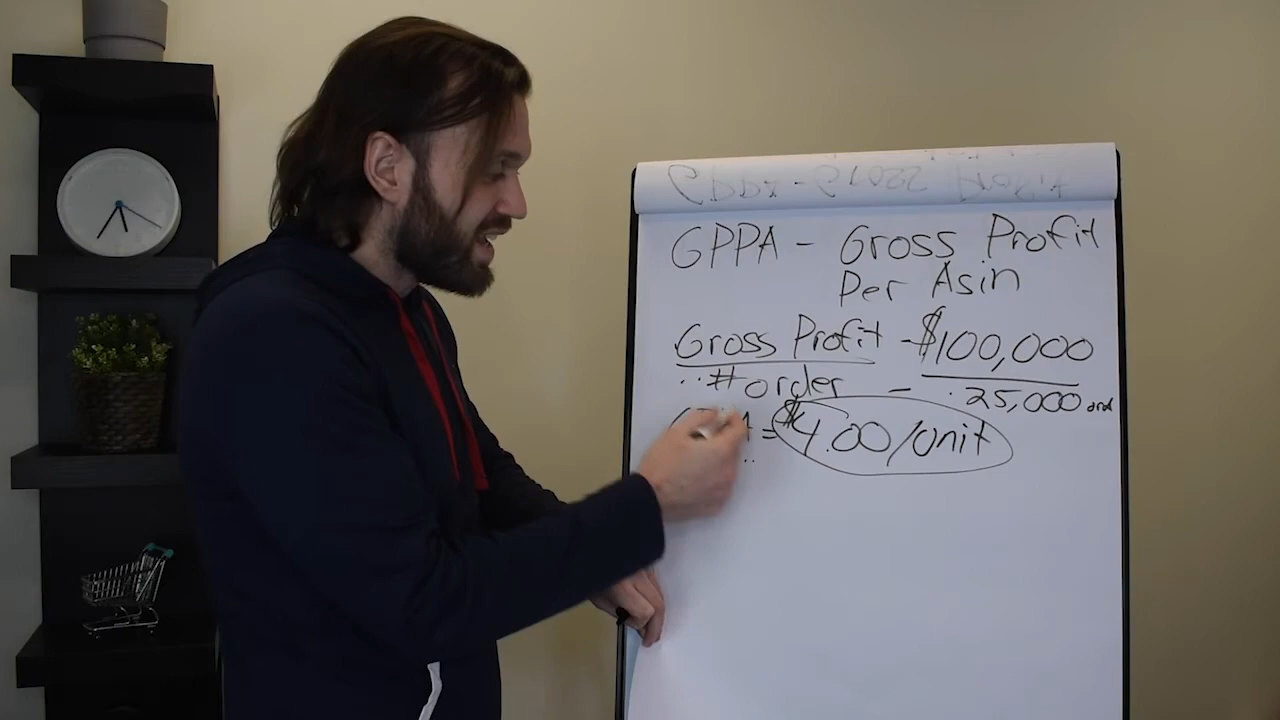 GPPA - Gross Profit
Per Asin
Gross Profit - $100,000
# order - 25,000 ord
= $4.00/unit